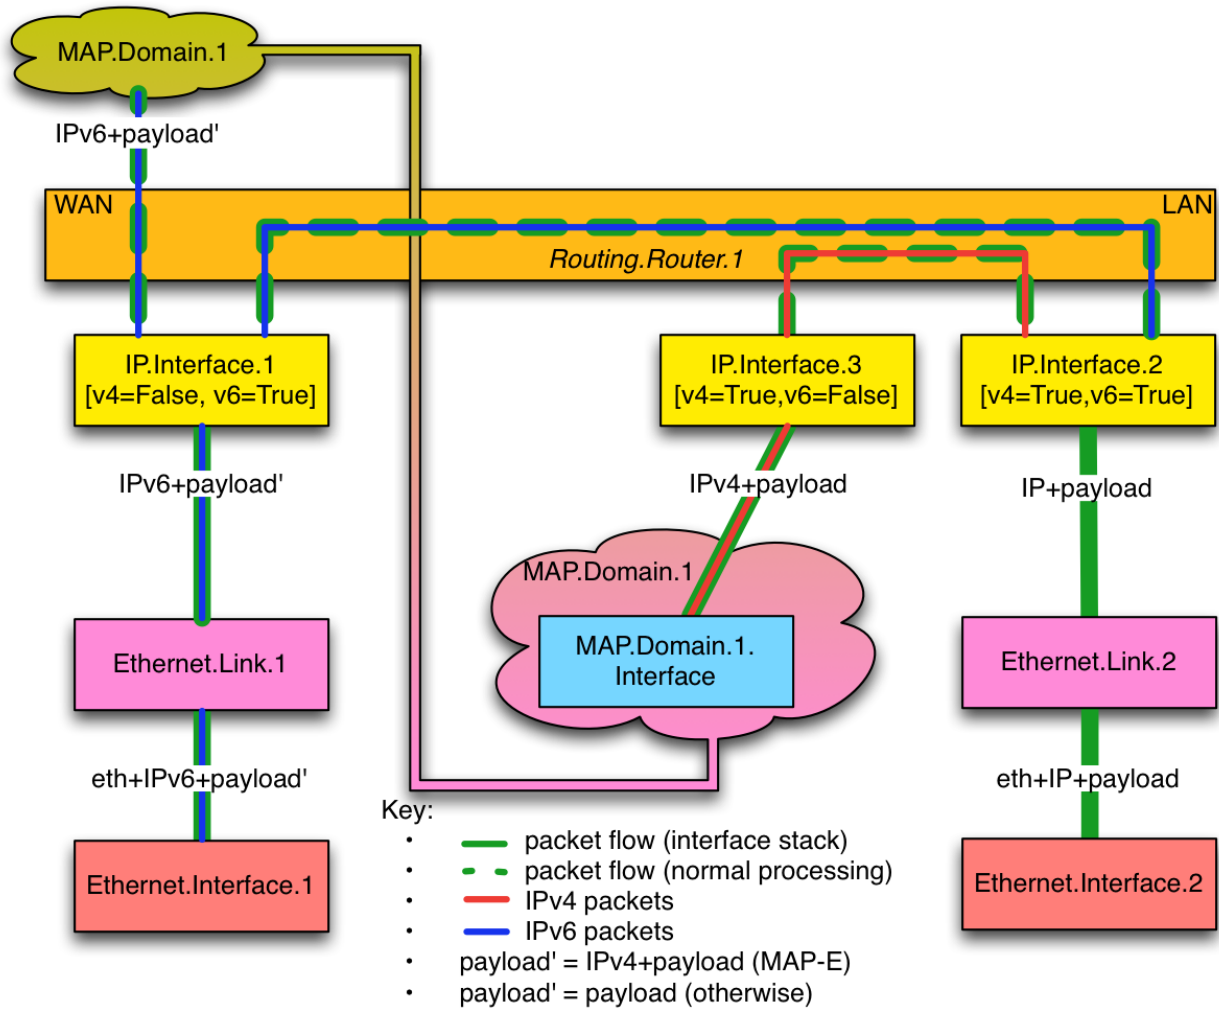 MAP.Domain.1
IPv6+payload'
WAN
LAN
Routing.Router.1
IP.Interface.1
[v4=False, v6=True]
IP.Interface.3
[v4=True,v6=False]
IP.Interface.2
[v4=True,v6=True]
IPv6+payload'
IPv4+payload
IP+payload
MAP.Domain.1
MAP.Domain.1.
Interface
Ethernet.Link.1
Ethernet.Link.2
eth+IPv6+payload'
eth+IP+payload
Ethernet.Interface.1
Ethernet.Interface.2
Key:
• packet flow (interface stack)
• packet flow (normal processing)
• IPv4 packets
• IPv6 packets
• payload' = IPv4+payload (MAP-E)
• payload' = payload (otherwise)